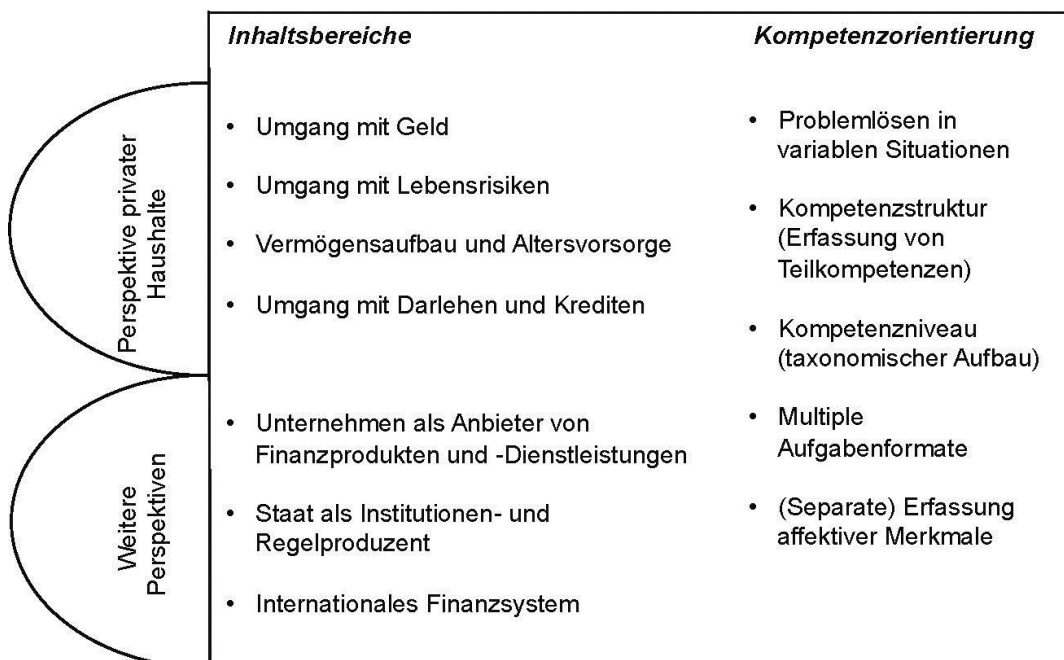 Inhaltsbereiche
Kompetenzorientierung
Perspektive privater
Haushalte
• Umgang mit Geld
• Umgang mit Lebensrisiken
• Vermögensaufbau und Altersvorsorge
• Umgang mit Darlehen und Krediten
Weitere
Perspektiven
• Unternehmen als Anbieter von
Finanzprodukten und -Dienstleistungen
• Staat als Institutionen- und
Regelproduzent
• Internationales Finanzsystem
• Problemlösen in
variablen Situationen
• Kompetenzstruktur
(Erfassung von
Teilkompetenzen)
• Kompetenzniveau
(taxonomischer Aufbau)
• Multiple
Aufgabenformate
• (Separate) Erfassung
affektiver Merkmale